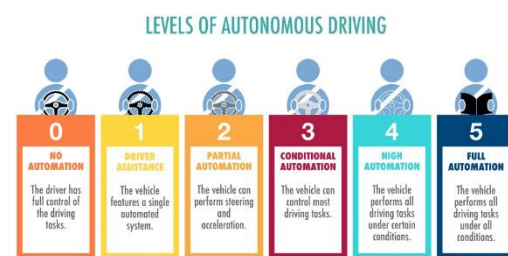 LEVELS OF AUTONOMOUS DRIVING
0
NO
AUTOMATION
The driver has
full control of
the driving
tasks.
1
DRIVER
ASSISTANCE
The vehicle
features a single
automated
system.
2
PARTIAL
AUTOMATION
The vehicle can
perform steering
and
acceleration.
3
CONDITIONAL
AUTOMATION
The vehicle can
control most
driving tasks.
4
HIGH
AUTOMATION
The vehicle
performs all
driving tasks
under certain
conditions.
5
FULL
AUTOMATION
The vehicle
performs all
driving tasks
under all
conditions.